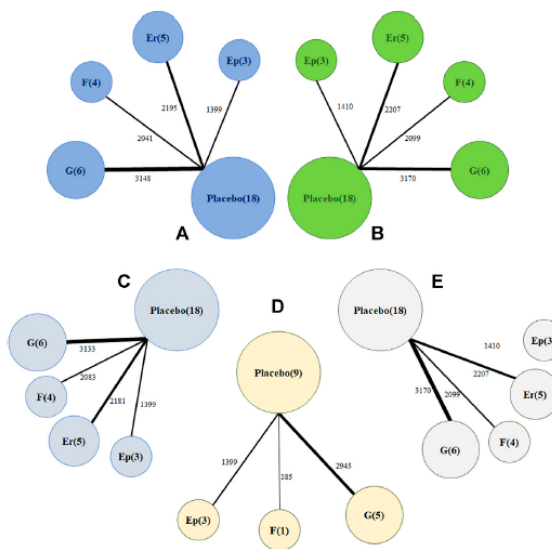 Er(5)
Ep(3)
F(4)
2195
1399
2041
G(6)
3148
Placebo(18)
A
Er(5)
Ep(3)
F(4)
1410
2207
2099
G(6)
3170
Placebo(18)
B
C
Placebo(18)
G(6)
3133
2083
F(4)
2181
1399
Er(5)
Ep(3)
D
Placebo(9)
1399
185
2945
Ep(3)
F(1)
G(5)
E
Placebo(18)
1410
Ep(3
2207
2099
3170
Er(5)
F(4)
G(6)